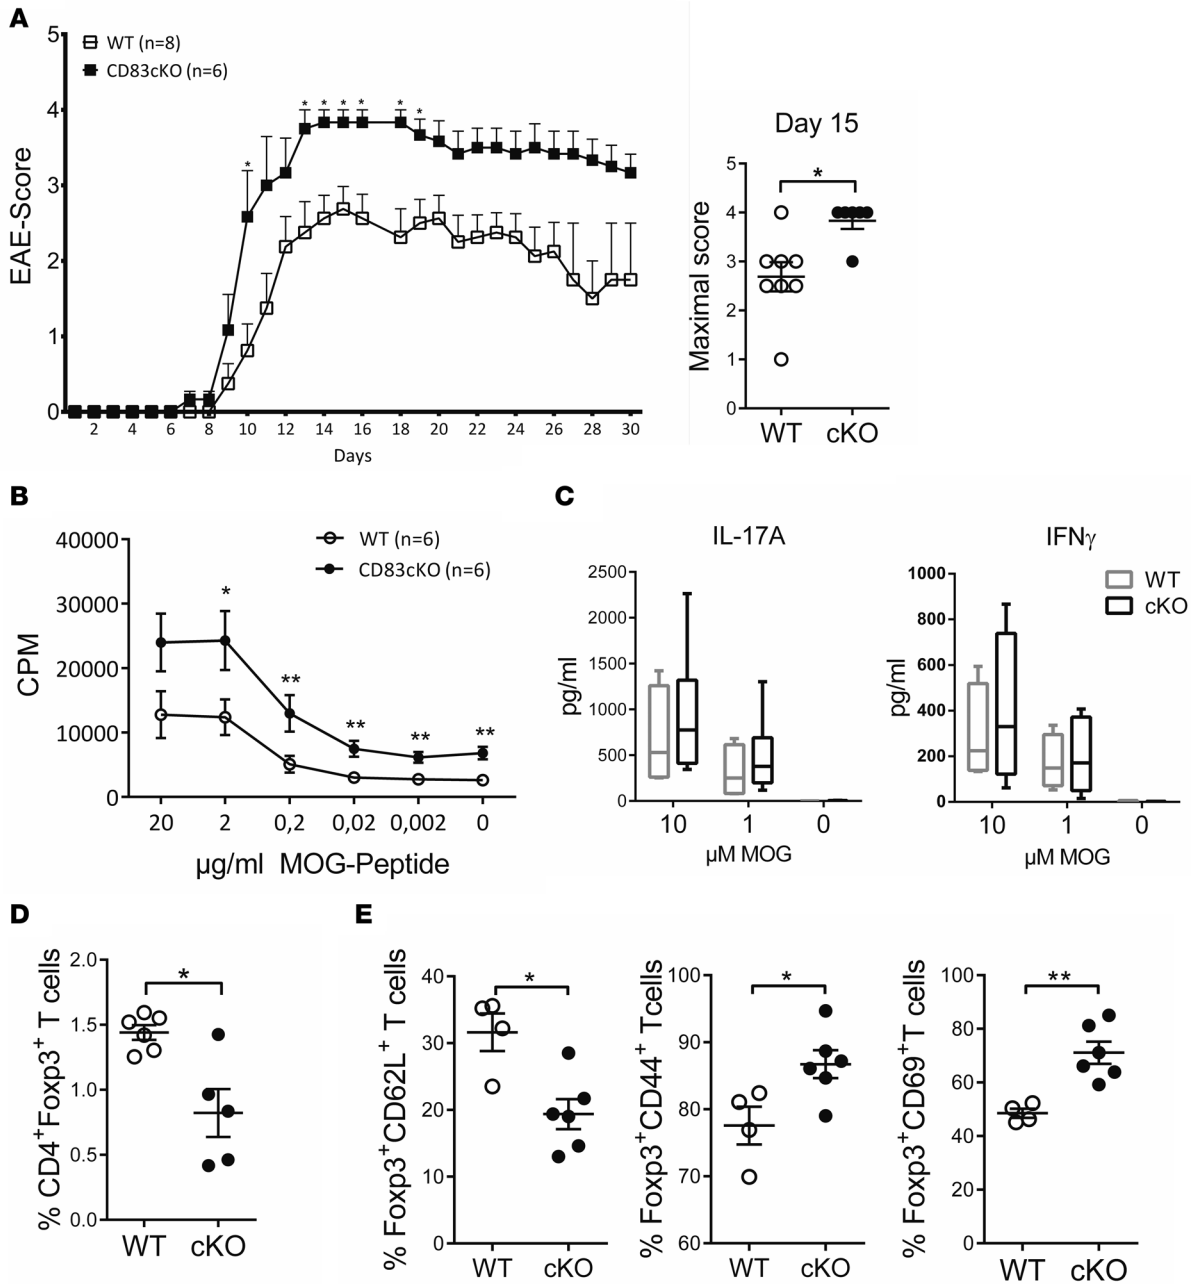 A
WT (n=8)
CD83cKO (n=6)
EAE-Score
5
4
3
2
1
0
2 4 6 8 10 12 14 16 18 20 22 24 26 28 30
Days
* * * * * * *
Day 15
Maximal score
5
4
3
2
1
0
*
WT cKO
B
WT (n=6)
CD83cKO (n=6)
CPM
40000
30000
20000
10000
0
* ** ** ** **
20 2 0,2 0,02 0,002 0
µg/ml MOG-Peptide
C
IL-17A
pg/ml
2500
2000
1500
1000
500
0
10 1 0
µM MOG
IFNγ
WT
cKO
pg/ml
1000
800
600
400
200
0
10 1 0
µM MOG
D
% CD4+Foxp3+ T cells
2.0
1.5
1.0
0.5
0.0
*
WT cKO
E
% Foxp3+CD62L+ T cells
40
30
20
10
0
*
WT cKO
% Foxp3+CD44+ Tcells
100
90
80
70
60
*
WT cKO
% Foxp3+CD69+T cells
100
80
60
40
20
0
**
WT cKO